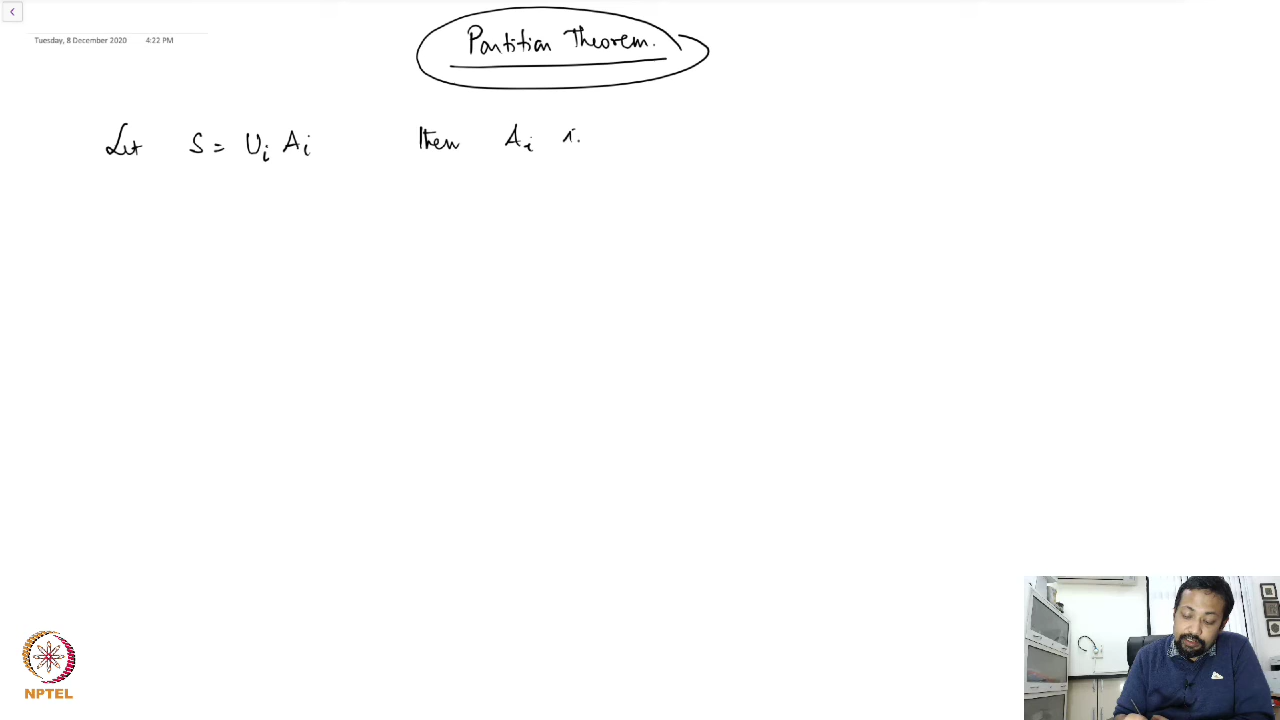 Tuesday, 8 December 2020 4:22 PM
Partition Theorem.
Let S = ∪i Ai then Ai
NPTEL